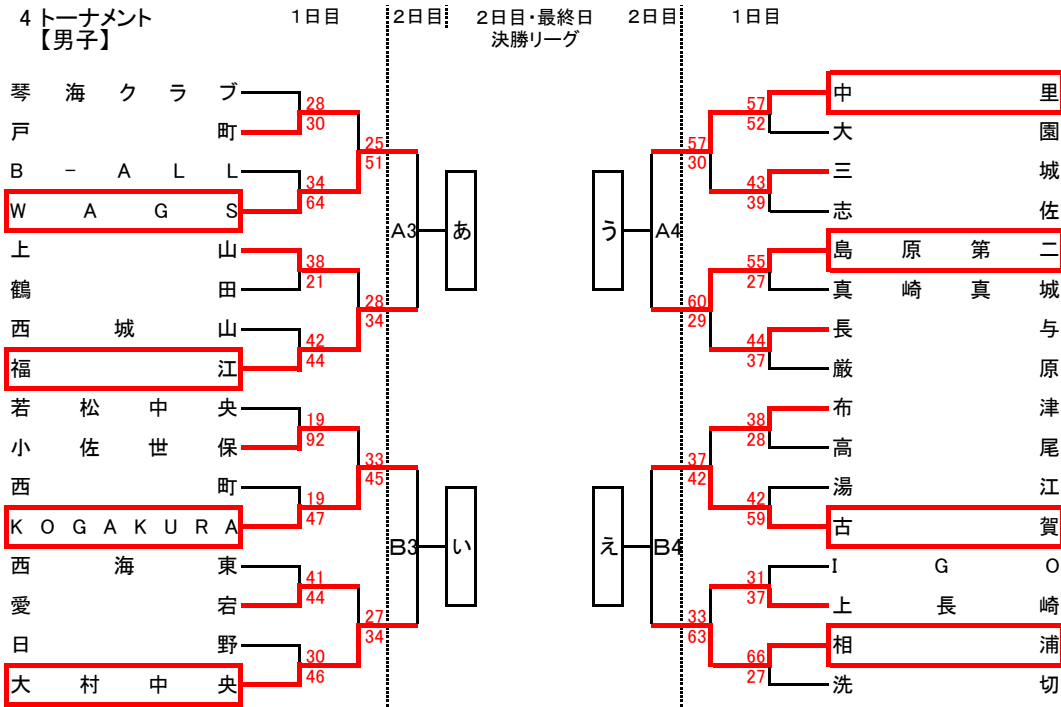 4 トーナメント
【男子】
1日目
2日目
2日目・最終日
決勝リーグ
2日目
1日目
琴海クラブ
戸町
28
30
B-ALL
WAGS
34
64
25
51
上山
鶴田
38
21
西城山
福江
42
44
28
34
A3
あ
若松中央
小佐世保
19
92
西町
KOGAKURA
19
47
33
45
西海東
愛宕
41
44
日野
大村中央
30
46
27
34
B3
い
中里
大園
57
52
三城
志佐
43
39
57
30
島原第二
真崎真城
55
27
長与
厳原
44
37
60
29
A4
う
布津
高尾
38
28
湯江
古賀
42
59
37
42
IGO
上長崎
31
37
相浦
洗切
66
27
33
63
B4
え